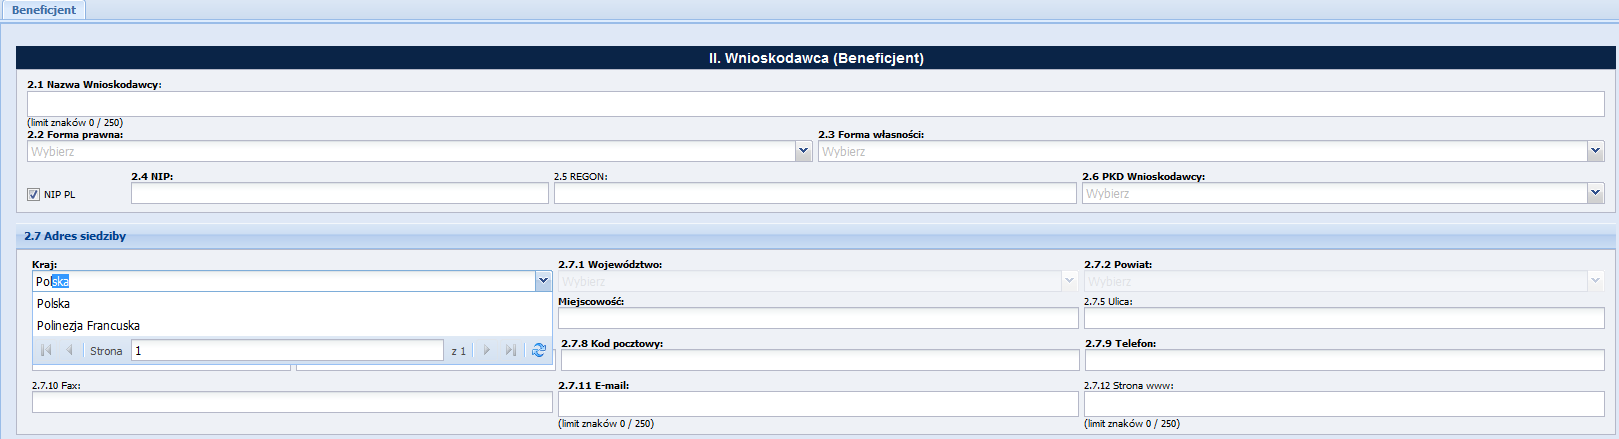 Beneficjent
II. Wnioskodawca (Beneficjent)
2.1 Nazwa Wnioskodawcy:
(limit znaków 0 / 250)
2.2 Forma prawna: 2.3 Forma własności:
Wybierz Wybierz
2.4 NIP: 2.5 REGON: 2.6 PKD Wnioskodawcy:
NIP PL Wybierz
2.7 Adres siedziby
Kraj: 2.7.1 Województwo: 2.7.2 Powiat:
Polska Wybierz Wybierz
Polska Miejscowość: 2.7.5 Ulica:
Polinezja Francuska
Strona 1 z 1 2.7.8 Kod pocztowy: 2.7.9 Telefon:
2.7.10 Fax: 2.7.11 E-mail: 2.7.12 Strona www:
(limit znaków 0 / 250) (limit znaków 0 / 250)